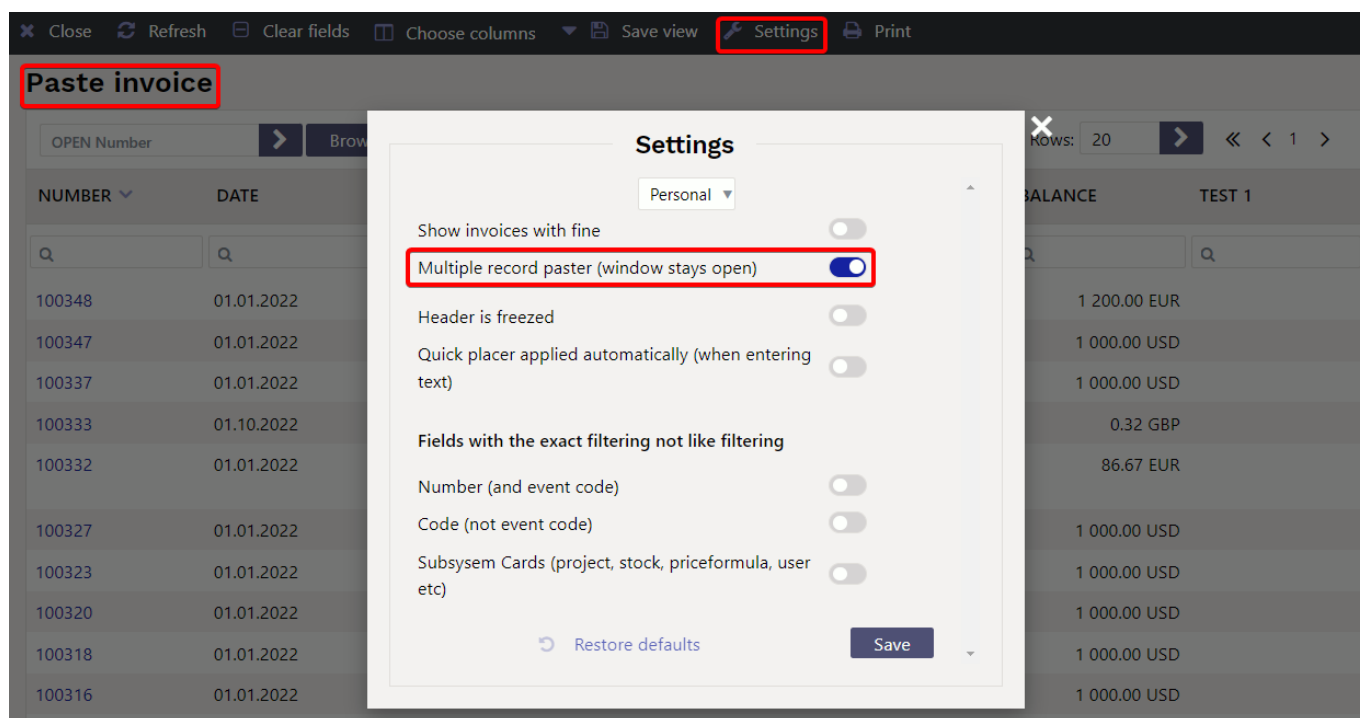 Close Refresh Clear fields Choose columns Save view Settings Print
Paste invoice
OPEN Number Brow Rows: 20 1
NUMBER DATE BALANCE TEST 1
100348 01.01.2022 1 200.00 EUR
100347 01.01.2022 1 000.00 USD
100337 01.01.2022 1 000.00 USD
100333 01.10.2022 0.32 GBP
100332 01.01.2022 86.67 EUR
100327 01.01.2022 1 000.00 USD
100323 01.01.2022 1 000.00 USD
100320 01.01.2022 1 000.00 USD
100318 01.01.2022 1 000.00 USD
100316 01.01.2022 1 000.00 USD
Settings
Personal
Show invoices with fine
Multiple record paster (window stays open)
Header is freezed
Quick placer applied automatically (when entering
text)
Fields with the exact filtering not like filtering
Number (and event code)
Code (not event code)
Subsysem Cards (project, stock, priceformula, user
etc)
Restore defaults Save